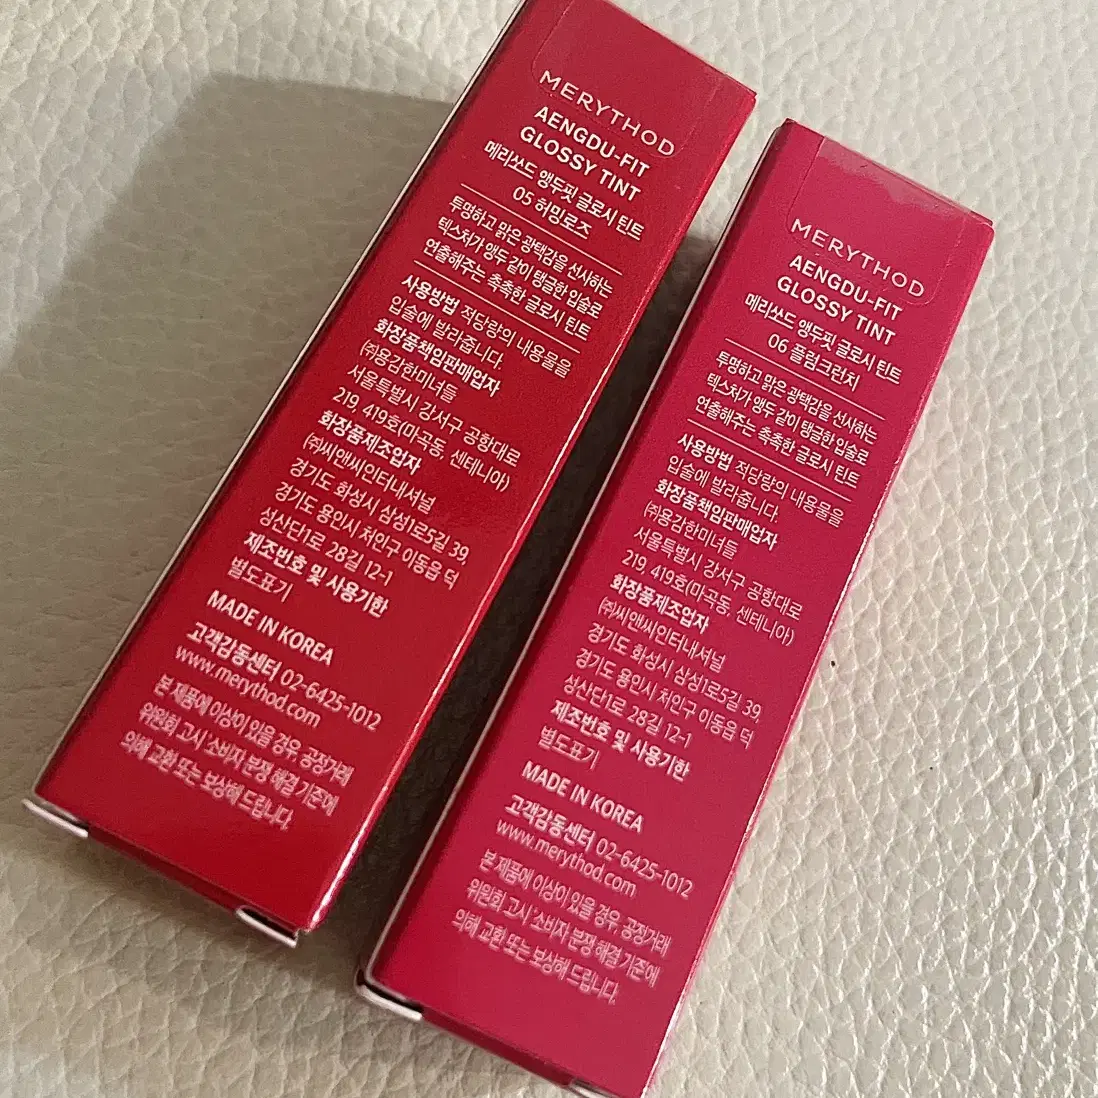 MERYTHOD
AENGDU-FIT
GLOSSY TINT
메리쏘드 앵두핏 글로시 틴트
05 허밍로즈
투명하고 맑은 광택감을 선사하는
텍스처가 앵두 같이 탱글한 입술로
연출해주는 촉촉한 글로시 틴트
사용방법 적당량의 내용물을
입술에 발라줍니다.
화장품책임판매업자
(주)용감한미녀들
서울특별시 강서구 공항대로
219, 419호(마곡동, 센테니아)
화장품제조업자
(주)씨앤씨인터내셔널
경기도 화성시 삼성1로5길 39,
경기도 용인시 처인구 이동읍 덕
성산단1로 28길 12-1
제조번호 및 사용기한
별도표기
MADE IN KOREA
고객감동센터 02-6425-1012
www.merythod.com
본 제품에 이상이 있을 경우 공정거래
위원회 고시 소비자 분쟁 해결 기준에
의해 교환 또는 보상해 드립니다.
MERYTHOD
AENGDU-FIT
GLOSSY TINT
메리쏘드 앵두핏 글로시 틴트
06 플럼크런치
투명하고 맑은 광택감을 선사하는
텍스처가 앵두 같이 탱글한 입술로
연출해주는 촉촉한 글로시 틴트
사용방법 적당량의 내용물을
입술에 발라줍니다.
화장품책임판매업자
(주)용감한미녀들
서울특별시 강서구 공항대로
219, 419호(마곡동, 센테니아)
화장품제조업자
(주)씨앤씨인터내셔널
경기도 화성시 삼성1로5길 39,
경기도 용인시 처인구 이동읍 덕
성산단1로 28길 12-1
제조번호 및 사용기한
별도표기
MADE IN KOREA
고객감동센터 02-6425-1012
www.merythod.com
본 제품에 이상이 있을 경우 공정거래
위원회 고시 소비자 분쟁 해결 기준에
의해 교환 또는 보상해 드립니다.